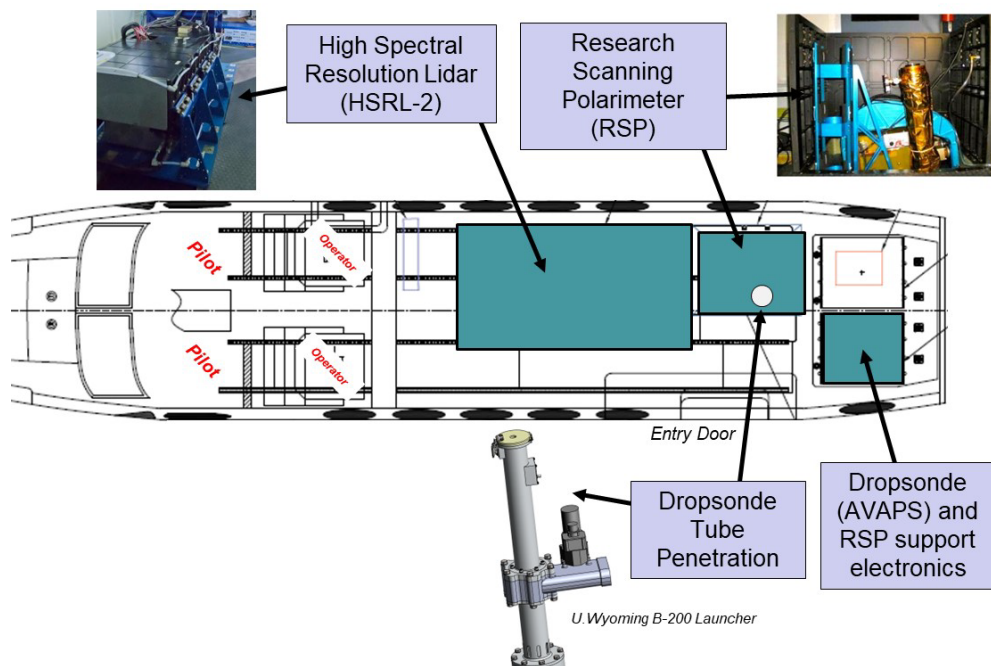 High Spectral
Resolution Lidar
(HSRL-2)
Research
Scanning
Polarimeter
(RSP)
Pilot
Operator
Pilot
Operator
Entry Door
Dropsonde
Tube
Penetration
Dropsonde
(AVAPS) and
RSP support
electronics
U.Wyoming B-200 Launcher